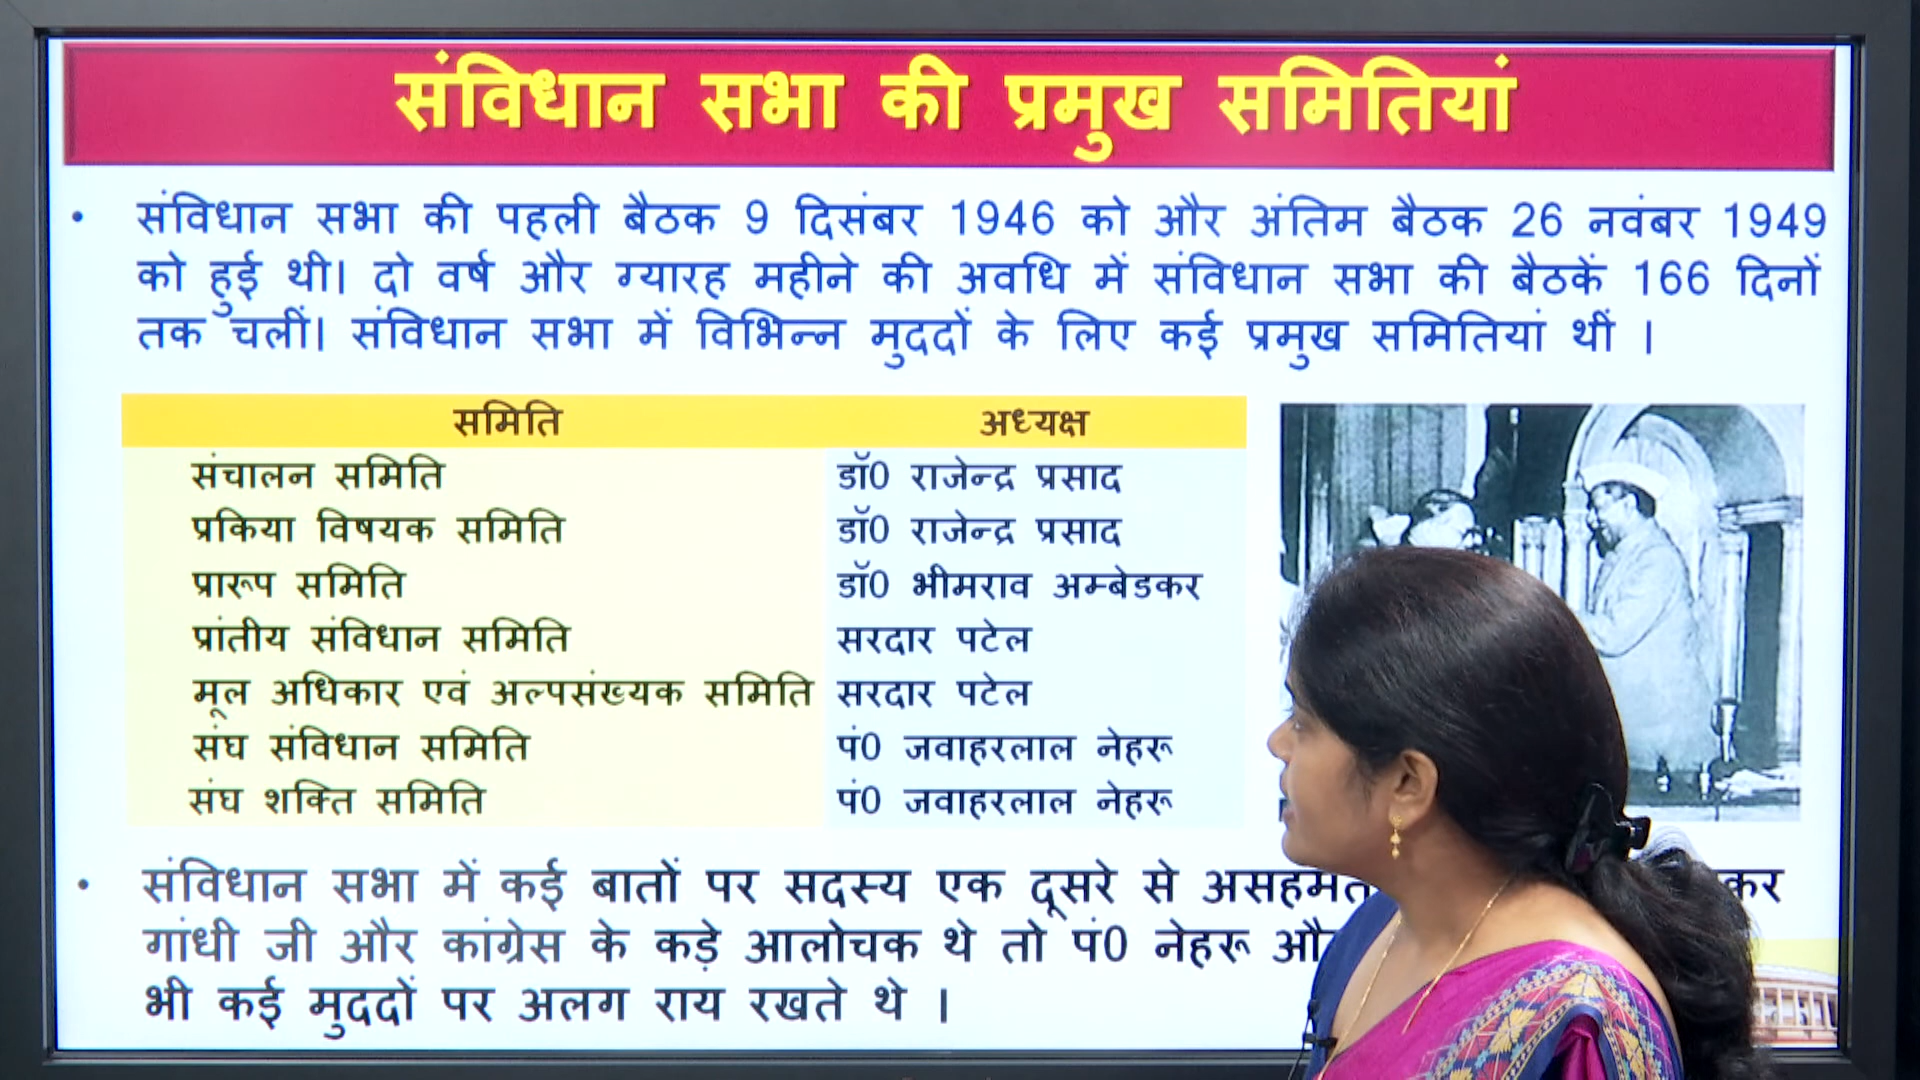 संविधान सभा की प्रमुख समितियां
• संविधान सभा की पहली बैठक 9 दिसंबर 1946 को और अंतिम बैठक 26 नवंबर 1949
को हुई थी। दो वर्ष और ग्यारह महीने की अवधि में संविधान सभा की बैठकें 166 दिनों
तक चलीं। संविधान सभा में विभिन्न मुददों के लिए कई प्रमुख समितियां थीं ।
समिति अध्यक्ष
संचालन समिति डॉ0 राजेन्द्र प्रसाद
प्रकिया विषयक समिति डॉ0 राजेन्द्र प्रसाद
प्रारूप समिति डॉ0 भीमराव अम्बेडकर
प्रांतीय संविधान समिति सरदार पटेल
मूल अधिकार एवं अल्पसंख्यक समिति सरदार पटेल
संघ संविधान समिति पं0 जवाहरलाल नेहरू
संघ शक्ति समिति पं0 जवाहरलाल नेहरू
• संविधान सभा में कई बातों पर सदस्य एक दूसरे से असहमत
गांधी जी और कांग्रेस के कड़े आलोचक थे तो पं0 नेहरू
भी कई मुददों पर अलग राय रखते थे ।